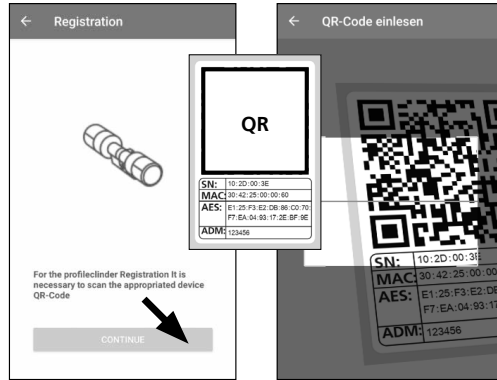 Registration
For the profileclinder Registration It is
necessary to scan the appropriated device
QR-Code
CONTINUE
QR
SN: 10:2D:00:3E
MAC: 30:42:25:00:00:60
AES: E1:25:F3:E2:DB:86:C0:70:
F7:EA:04:93:17:2E:BF:9E
ADM: 123456
QR-Code einlesen
SN: 10:2D:00:3E
MAC: 30:42:25:00:00
AES: E1:25:F3:E2:DE
F7:EA:04:93:17
ADM: 123456